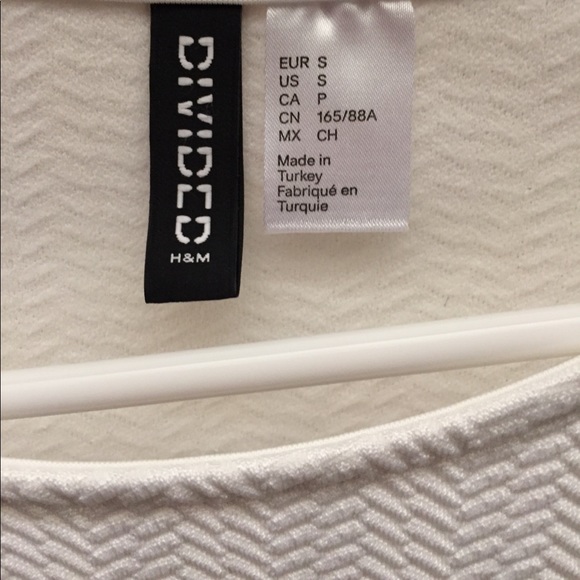 DIVIDED
H&M
EUR S
US S
CA P
CN 165/88A
MX CH
Made in
Turkey
Fabriqué en
Turquie